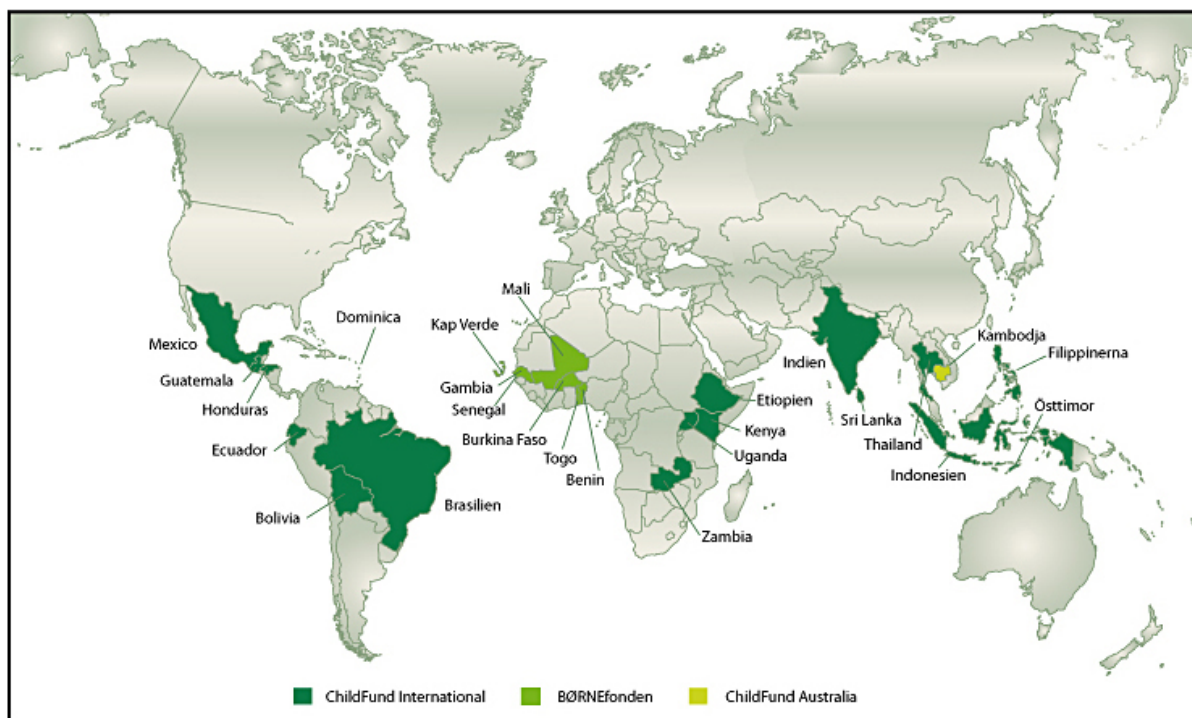 Mali
Dominica
Kap Verde
Mexico
Kambodja
Filippinerna
Indien
Guatemala
Gambia
Etiopien
Honduras
Senegal
Sri Lanka
Östtimor
Burkina Faso
Kenya
Thailand
Ecuador
Togo
Uganda
Indonesien
Benin
Bolivia
Brasilien
Zambia
ChildFund International
BØRNEfonden
ChildFund Australia